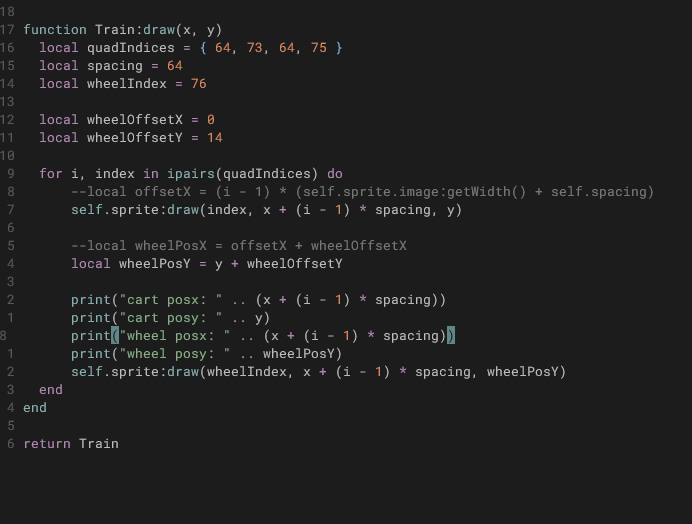 18
17 function Train:draw(x, y)
16   local quadIndices = { 64, 73, 64, 75 }
15   local spacing = 64
14   local wheelIndex = 76
13
12   local wheelOffsetX = 0
11   local wheelOffsetY = 14
10
9   for i, index in ipairs(quadIndices) do
8       --local offsetX = (i - 1) * (self.sprite.image:getWidth() + self.spacing)
7       self.sprite:draw(index, x + (i - 1) * spacing, y)
6
5       --local wheelPosX = offsetX + wheelOffsetX
4       local wheelPosY = y + wheelOffsetY
3
2       print("cart posx: " .. (x + (i - 1) * spacing))
1       print("cart posy: " .. y)
8       print("wheel posx: " .. (x + (i - 1) * spacing))
1       print("wheel posy: " .. wheelPosY)
2       self.sprite:draw(wheelIndex, x + (i - 1) * spacing, wheelPosY)
3   end
4 end
5
6 return Train